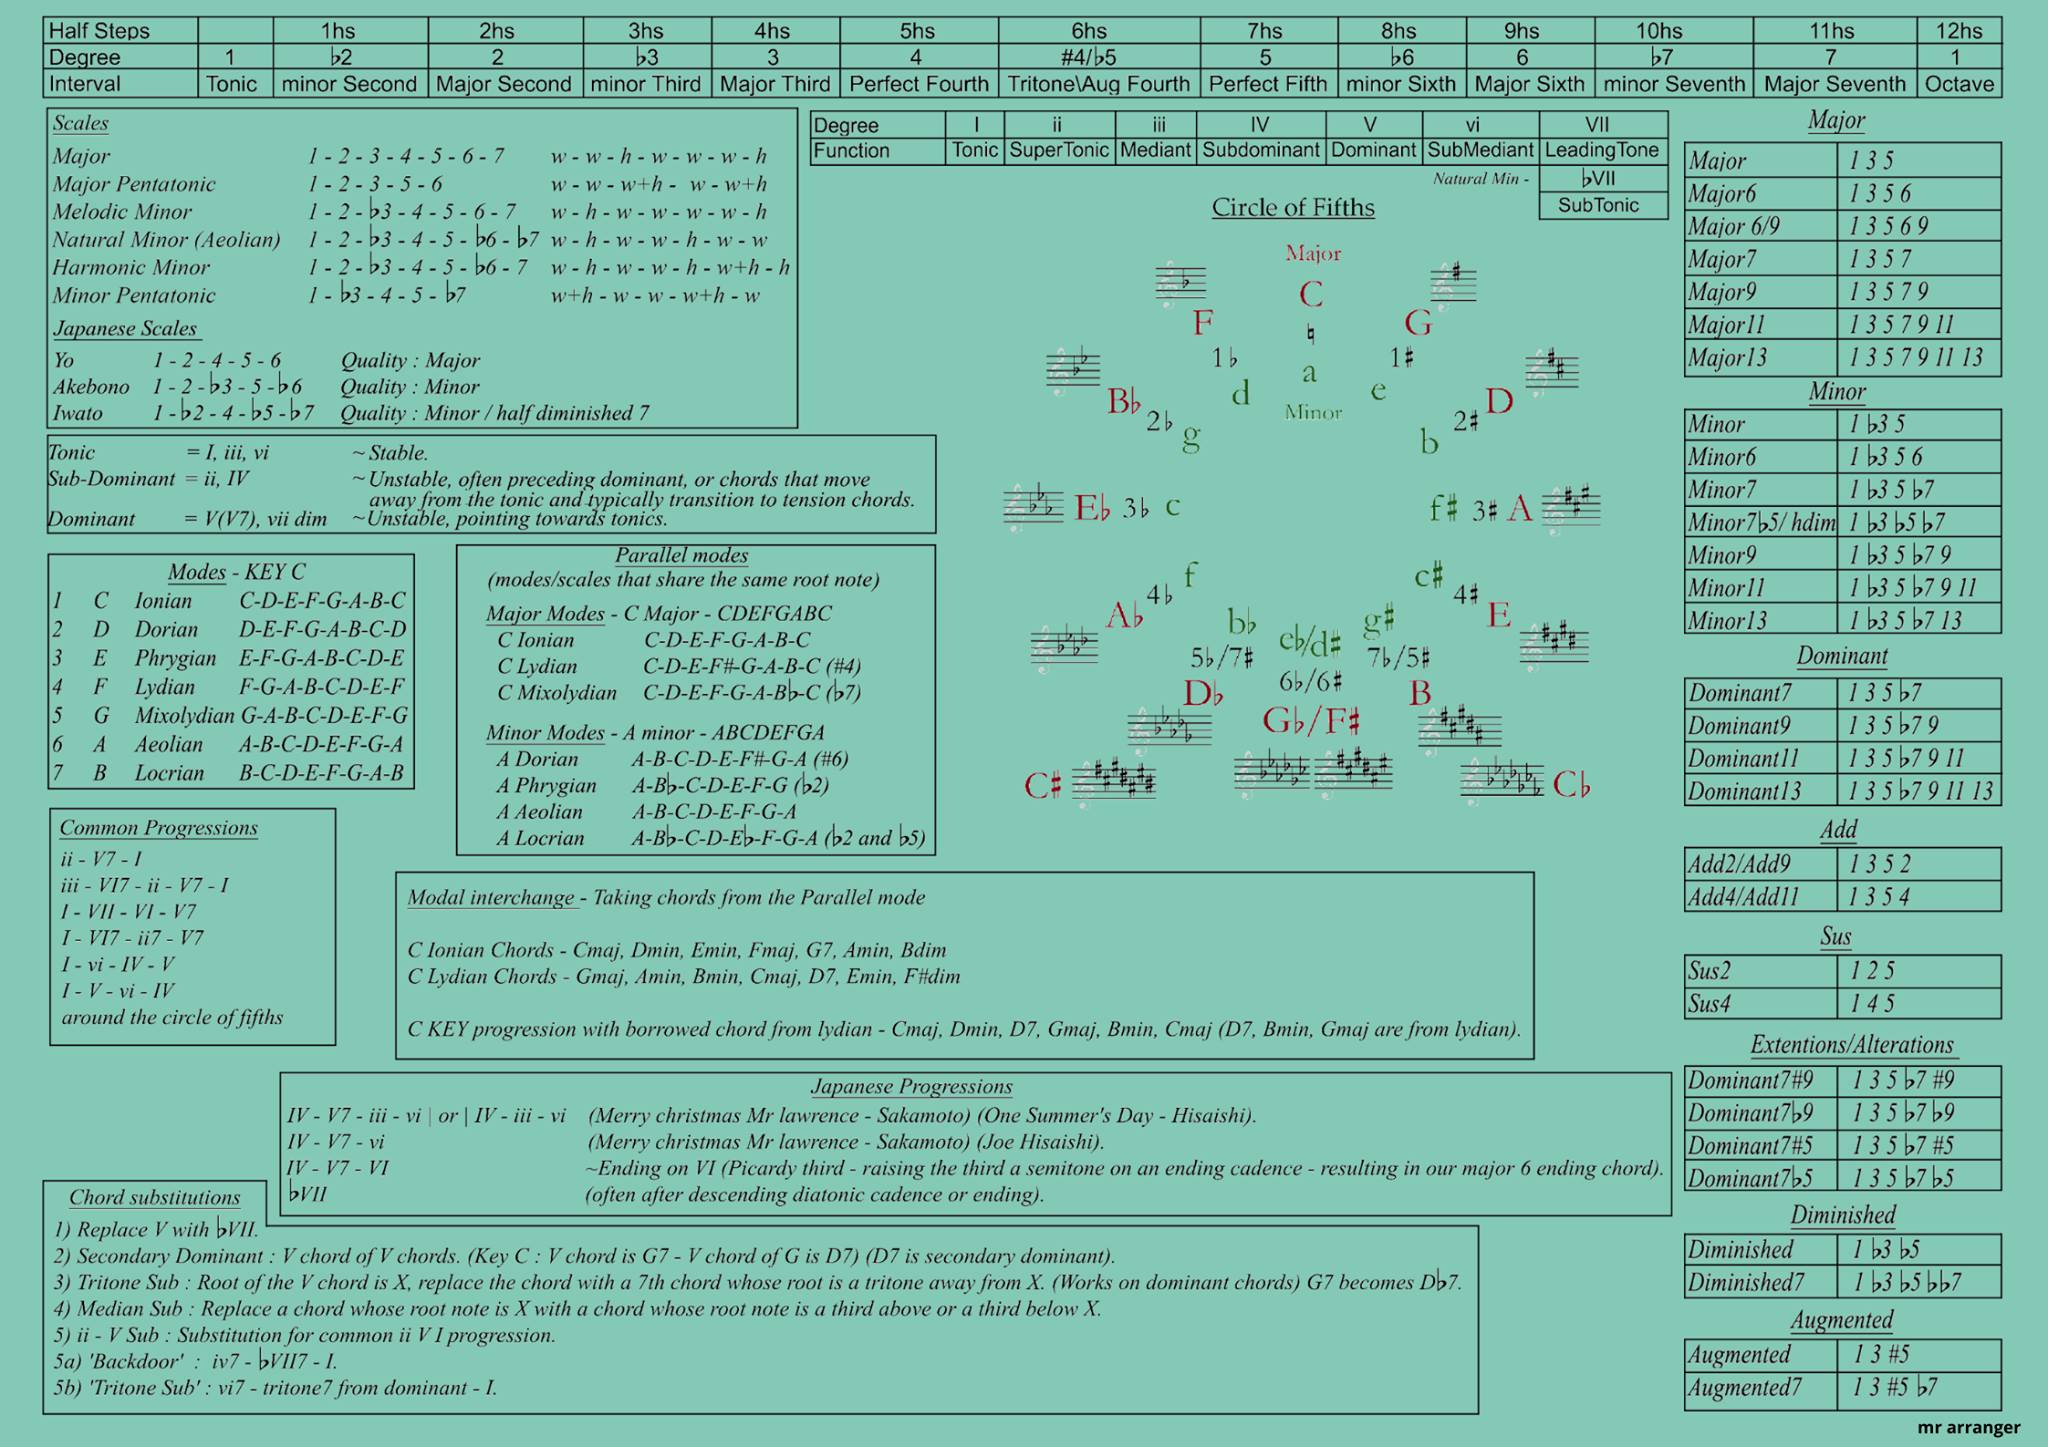 Half Steps 1hs 2hs 3hs 4hs 5hs 6hs 7hs 8hs 9hs 10hs 11hs 12hs
Degree 1 ♭2 2 ♭3 3 4 #4/♭5 5 ♭6 6 ♭7 7 1
Interval Tonic minor Second Major Second minor Third Major Third Perfect Fourth Tritone\Aug Fourth Perfect Fifth minor Sixth Major Sixth minor Seventh Major Seventh Octave
Scales
Major 1 - 2 - 3 - 4 - 5 - 6 - 7 w - w - h - w - w - w - h
Major Pentatonic 1 - 2 - 3 - 5 - 6 w - w - w+h - w - w+h
Melodic Minor 1 - 2 - ♭3 - 4 - 5 - 6 - 7 w - h - w - w - w - w - h
Natural Minor (Aeolian) 1 - 2 - ♭3 - 4 - 5 - ♭6 - ♭7 w - h - w - w - h - w - w
Harmonic Minor 1 - 2 - ♭3 - 4 - 5 - ♭6 - 7 w - h - w - w - h - w+h - h
Minor Pentatonic 1 - ♭3 - 4 - 5 - ♭7 w+h - w - w - w+h - w
Japanese Scales
Yo 1 - 2 - 4 - 5 - 6 Quality : Major
Akebono 1 - 2 - ♭3 - 5 - ♭6 Quality : Minor
Iwato 1 - ♭2 - 4 - ♭5 - ♭7 Quality : Minor / half diminished 7
Tonic = I, iii, vi ~ Stable.
Sub-Dominant = ii, IV ~ Unstable, often preceding dominant, or chords that move
away from the tonic and typically transition to tension chords.
Dominant = V(V7), vii dim ~ Unstable, pointing towards tonics.
Modes - KEY C
1 C Ionian C-D-E-F-G-A-B-C
2 D Dorian D-E-F-G-A-B-C-D
3 E Phrygian E-F-G-A-B-C-D-E
4 F Lydian F-G-A-B-C-D-E-F
5 G Mixolydian G-A-B-C-D-E-F-G
6 A Aeolian A-B-C-D-E-F-G-A
7 B Locrian B-C-D-E-F-G-A-B
Parallel modes
(modes/scales that share the same root note)
Major Modes - C Major - CDEFGABC
C Ionian C-D-E-F-G-A-B-C
C Lydian C-D-E-F#-G-A-B-C (#4)
C Mixolydian C-D-E-F-G-A-B♭-C (♭7)
Minor Modes - A minor - ABCDEFGA
A Dorian A-B-C-D-E-F#-G-A (#6)
A Phrygian A-B♭-C-D-E-F-G (♭2)
A Aeolian A-B-C-D-E-F-G-A
A Locrian A-B♭-C-D-E♭-F-G-A (♭2 and ♭5)
Degree I ii iii IV V vi VII
Function Tonic SuperTonic Mediant Subdominant Dominant SubMediant LeadingTone
Natural Min - ♭VII
SubTonic
Circle of Fifths
Major
C
F G
♮
1♭ 1♯
a
d e
B♭ D
Minor
2♭ 2♯
g b
E♭ 3♭ c f♯ 3♯ A
f c♯
4♭ 4♯
A♭ E
b♭ g♯
e♭/d♯
5♭/7♯ 7♭/5♯
6♭/6♯
D♭ B
G♭/F♯
C♯ C♭
Common Progressions
ii - V7 - I
iii - VI7 - ii - V7 - I
I - VII - VI - V7
I - VI7 - ii7 - V7
I - vi - IV - V
I - V - vi - IV
around the circle of fifths
Modal interchange - Taking chords from the Parallel mode
C Ionian Chords - Cmaj, Dmin, Emin, Fmaj, G7, Amin, Bdim
C Lydian Chords - Gmaj, Amin, Bmin, Cmaj, D7, Emin, F#dim
C KEY progression with borrowed chord from lydian - Cmaj, Dmin, D7, Gmaj, Bmin, Cmaj (D7, Bmin, Gmaj are from lydian).
Japanese Progressions
IV - V7 - iii - vi | or | IV - iii - vi (Merry christmas Mr lawrence - Sakamoto) (One Summer's Day - Hisaishi).
IV - V7 - vi (Merry christmas Mr lawrence - Sakamoto) (Joe Hisaishi).
IV - V7 - VI ~Ending on VI (Picardy third - raising the third a semitone on an ending cadence - resulting in our major 6 ending chord).
♭VII (often after descending diatonic cadence or ending).
Chord substitutions
1) Replace V with ♭VII.
2) Secondary Dominant : V chord of V chords. (Key C : V chord is G7 - V chord of G is D7) (D7 is secondary dominant).
3) Tritone Sub : Root of the V chord is X, replace the chord with a 7th chord whose root is a tritone away from X. (Works on dominant chords) G7 becomes D♭7.
4) Median Sub : Replace a chord whose root note is X with a chord whose root note is a third above or a third below X.
5) ii - V Sub : Substitution for common ii V I progression.
5a) 'Backdoor' : iv7 - ♭VII7 - I.
5b) 'Tritone Sub' : vi7 - tritone7 from dominant - I.
Major
Major 1 3 5
Major6 1 3 5 6
Major 6/9 1 3 5 6 9
Major7 1 3 5 7
Major9 1 3 5 7 9
Major11 1 3 5 7 9 11
Major13 1 3 5 7 9 11 13
Minor
Minor 1 ♭3 5
Minor6 1 ♭3 5 6
Minor7 1 ♭3 5 ♭7
Minor7♭5/ hdim 1 ♭3 ♭5 ♭7
Minor9 1 ♭3 5 ♭7 9
Minor11 1 ♭3 5 ♭7 9 11
Minor13 1 ♭3 5 ♭7 13
Dominant
Dominant7 1 3 5 ♭7
Dominant9 1 3 5 ♭7 9
Dominant11 1 3 5 ♭7 9 11
Dominant13 1 3 5 ♭7 9 11 13
Add
Add2/Add9 1 3 5 2
Add4/Add11 1 3 5 4
Sus
Sus2 1 2 5
Sus4 1 4 5
Extentions/Alterations
Dominant7#9 1 3 5 ♭7 #9
Dominant7♭9 1 3 5 ♭7 ♭9
Dominant7#5 1 3 5 ♭7 #5
Dominant7♭5 1 3 5 ♭7 ♭5
Diminished
Diminished 1 ♭3 ♭5
Diminished7 1 ♭3 ♭5 ♭♭7
Augmented
Augmented 1 3 #5
Augmented7 1 3 #5 ♭7
mr arranger